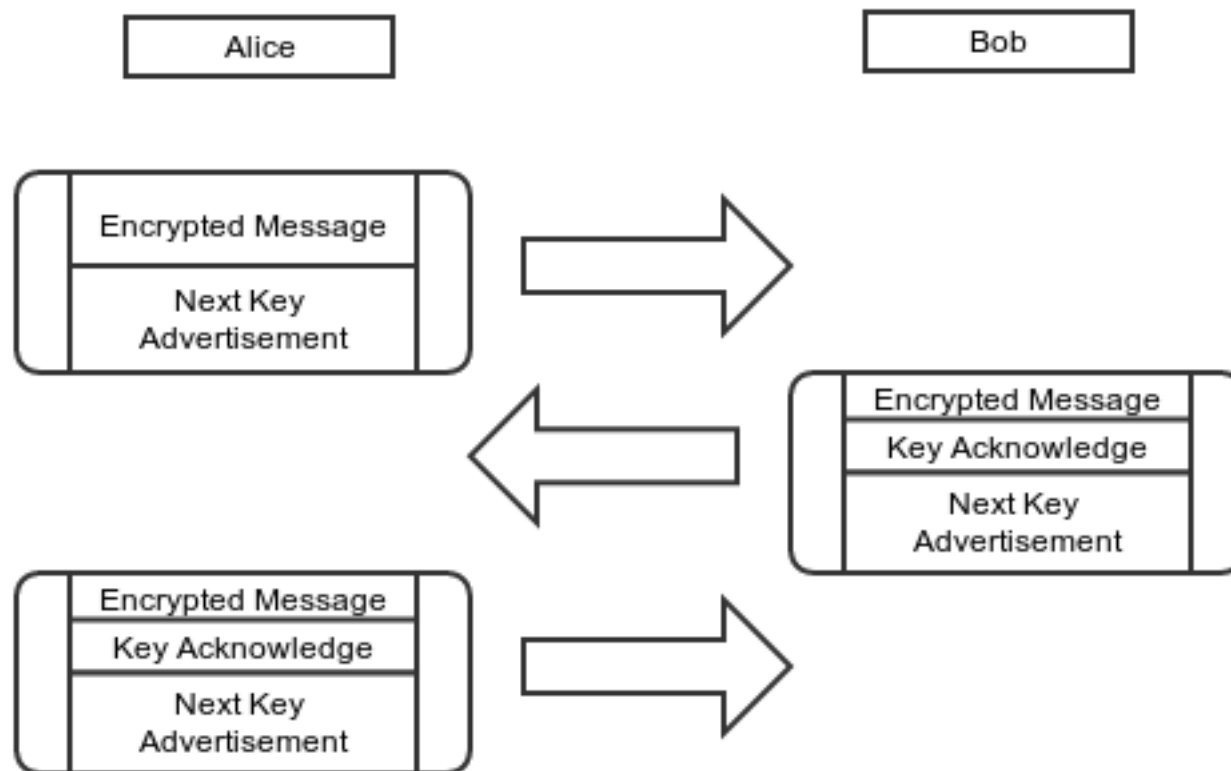 Alice
Bob
Encrypted Message
Next Key
Advertisement
Encrypted Message
Key Acknowledge
Next Key
Advertisement
Encrypted Message
Key Acknowledge
Next Key
Advertisement